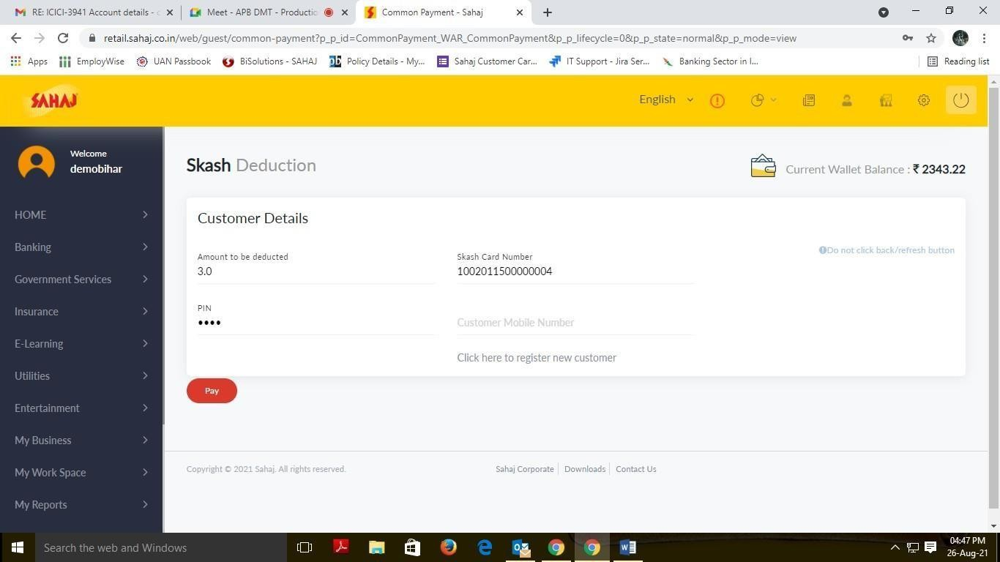 RE: ICICI-3941 Account details -
Meet - APB DMT - Productio
Common Payment - Sahaj
retail.sahaj.co.in/web/guest/common-payment?p_p_id=CommonPayment_WAR_CommonPayment&p_p_lifecycle=0&p_p_state=normal&p_p_mode=view
Apps EmployWise UAN Passbook BiSolutions - SAHAJ Policy Details - My... Sahaj Customer Car... IT Support - Jira Ser... Banking Sector in I... Reading list
SAHAJ
English
Welcome
demobihar
HOME
Banking
Government Services
Insurance
E-Learning
Utilities
Entertainment
My Business
My Work Space
My Reports
Skash Deduction
Current Wallet Balance : ₹ 2343.22
Customer Details
Do not click back/refresh button
Amount to be deducted
3.0
Skash Card Number
1002011500000004
PIN
••••
Customer Mobile Number
Click here to register new customer
Pay
Copyright © 2021 Sahaj. All rights reserved.
Sahaj Corporate Downloads Contact Us
Search the web and Windows
04:47 PM
26-Aug-21